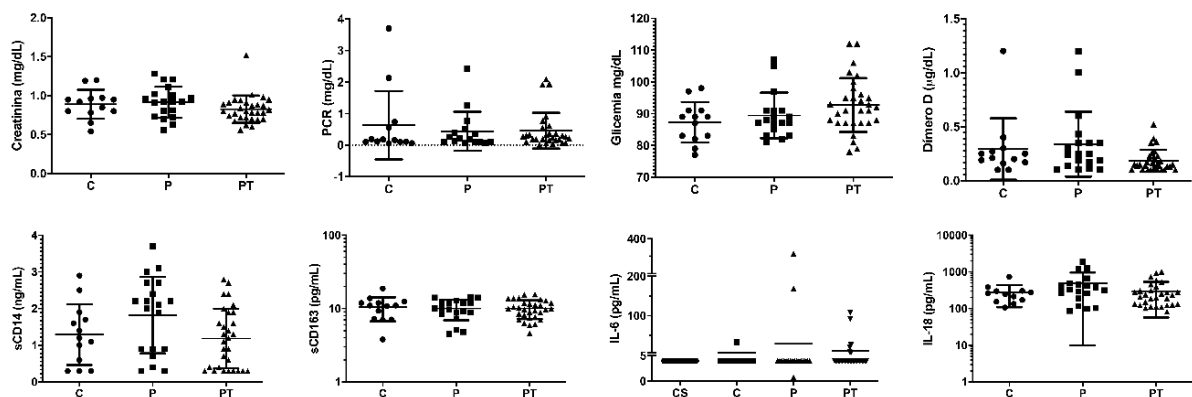 Creatinina (mg/dL)
2.0
1.5
1.0
0.5
0.0
C P PT
PCR (mg/dL)
4
3
2
1
0
-1
C P PT
Glicemia mg/dL
120
110
100
90
80
70
60
C P PT
Dímero D (µg/dL)
1.5
1.0
0.5
0.0
C P PT
sCD14 (ng/mL)
4
3
2
1
0
C P PT
sCD163 (pg/mL)
100
10
1
C P PT
IL-6 (pg/mL)
400
200
100
5
0
CS C P PT
IL-18 (pg/mL)
10000
1000
100
10
1
C P PT